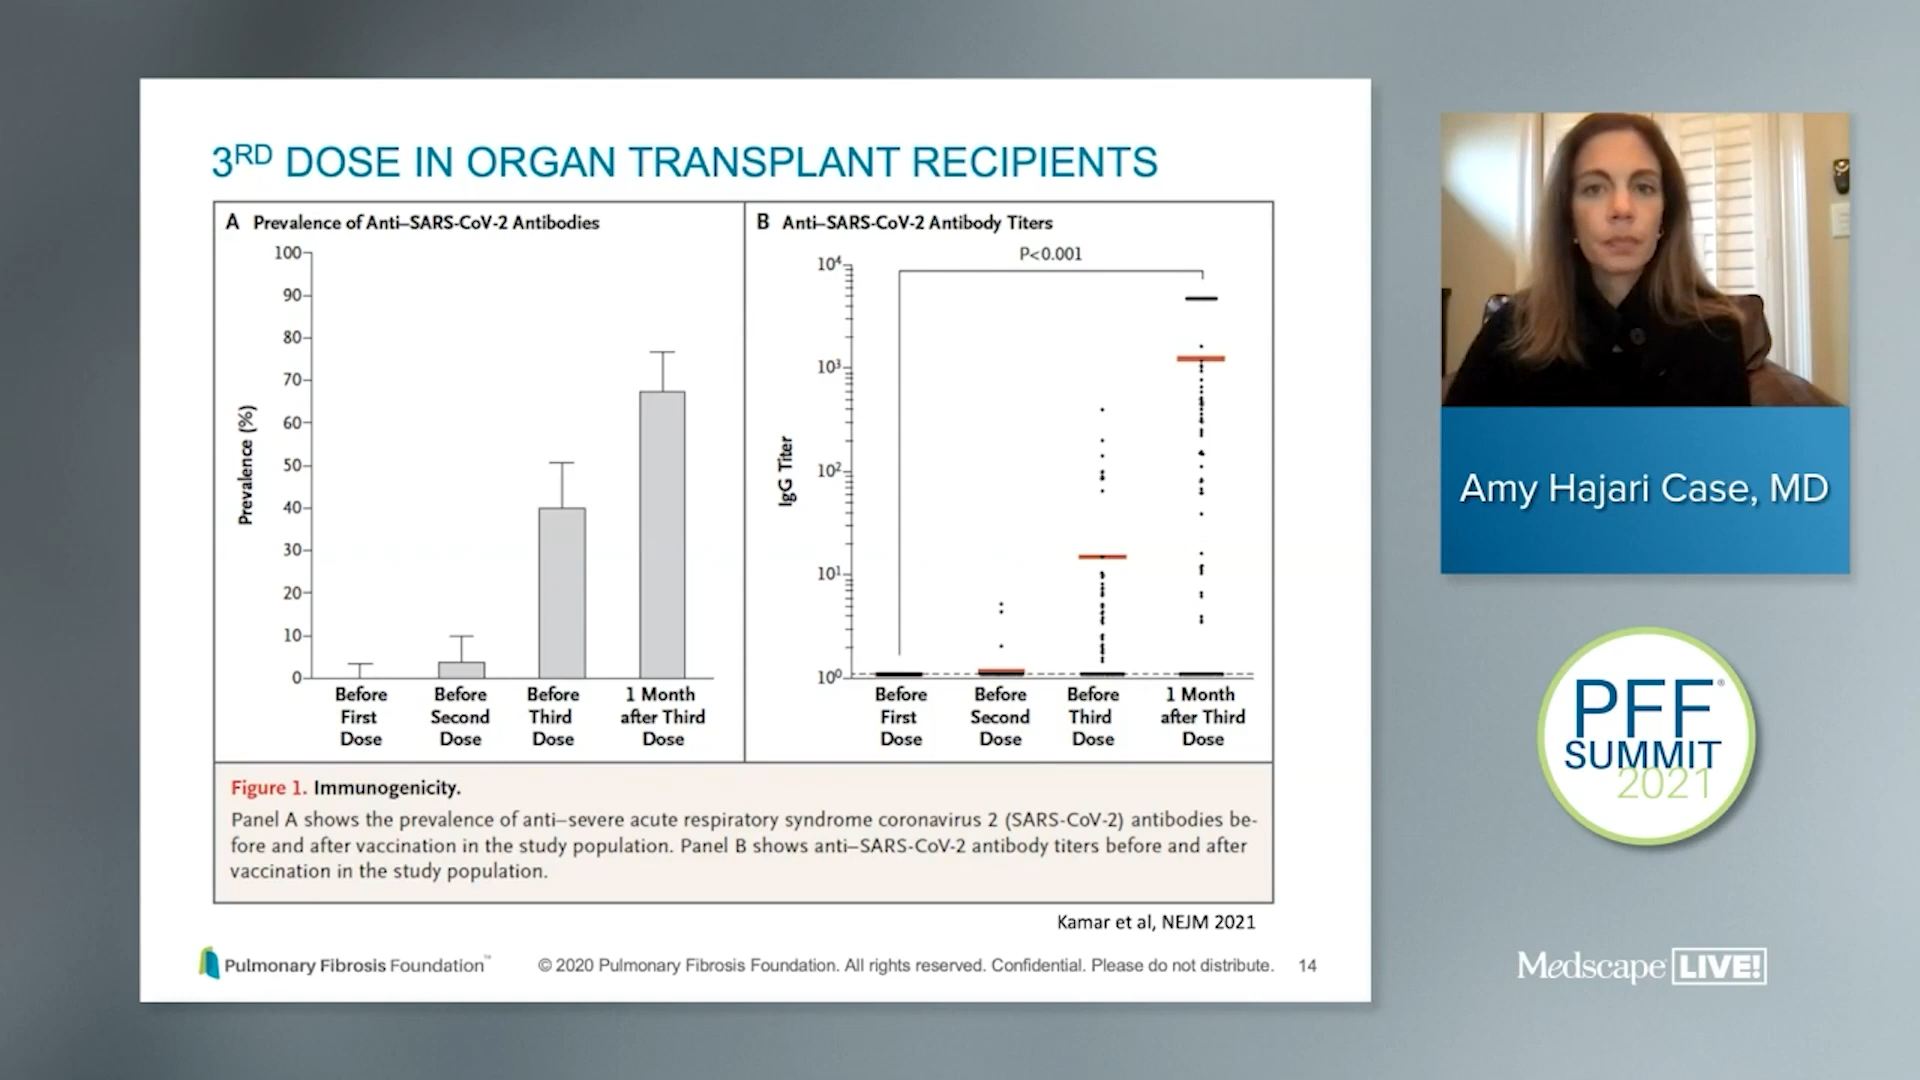 3RD DOSE IN ORGAN TRANSPLANT RECIPIENTS
A Prevalence of Anti–SARS-CoV-2 Antibodies
100
90
80
70
60
50
40
30
20
10
0
Prevalence (%)
Before First Dose
Before Second Dose
Before Third Dose
1 Month after Third Dose
B Anti–SARS-CoV-2 Antibody Titers
P<0.001
10⁴
10³
10²
10¹
10⁰
IgG Titer
Before First Dose
Before Second Dose
Before Third Dose
1 Month after Third Dose
Figure 1. Immunogenicity.
Panel A shows the prevalence of anti–severe acute respiratory syndrome coronavirus 2 (SARS-CoV-2) antibodies be-
fore and after vaccination in the study population. Panel B shows anti–SARS-CoV-2 antibody titers before and after
vaccination in the study population.
Kamar et al, NEJM 2021
Pulmonary Fibrosis Foundation™
© 2020 Pulmonary Fibrosis Foundation. All rights reserved. Confidential. Please do not distribute. 14
Amy Hajari Case, MD
PFF®
SUMMIT
2021
Medscape LIVE!